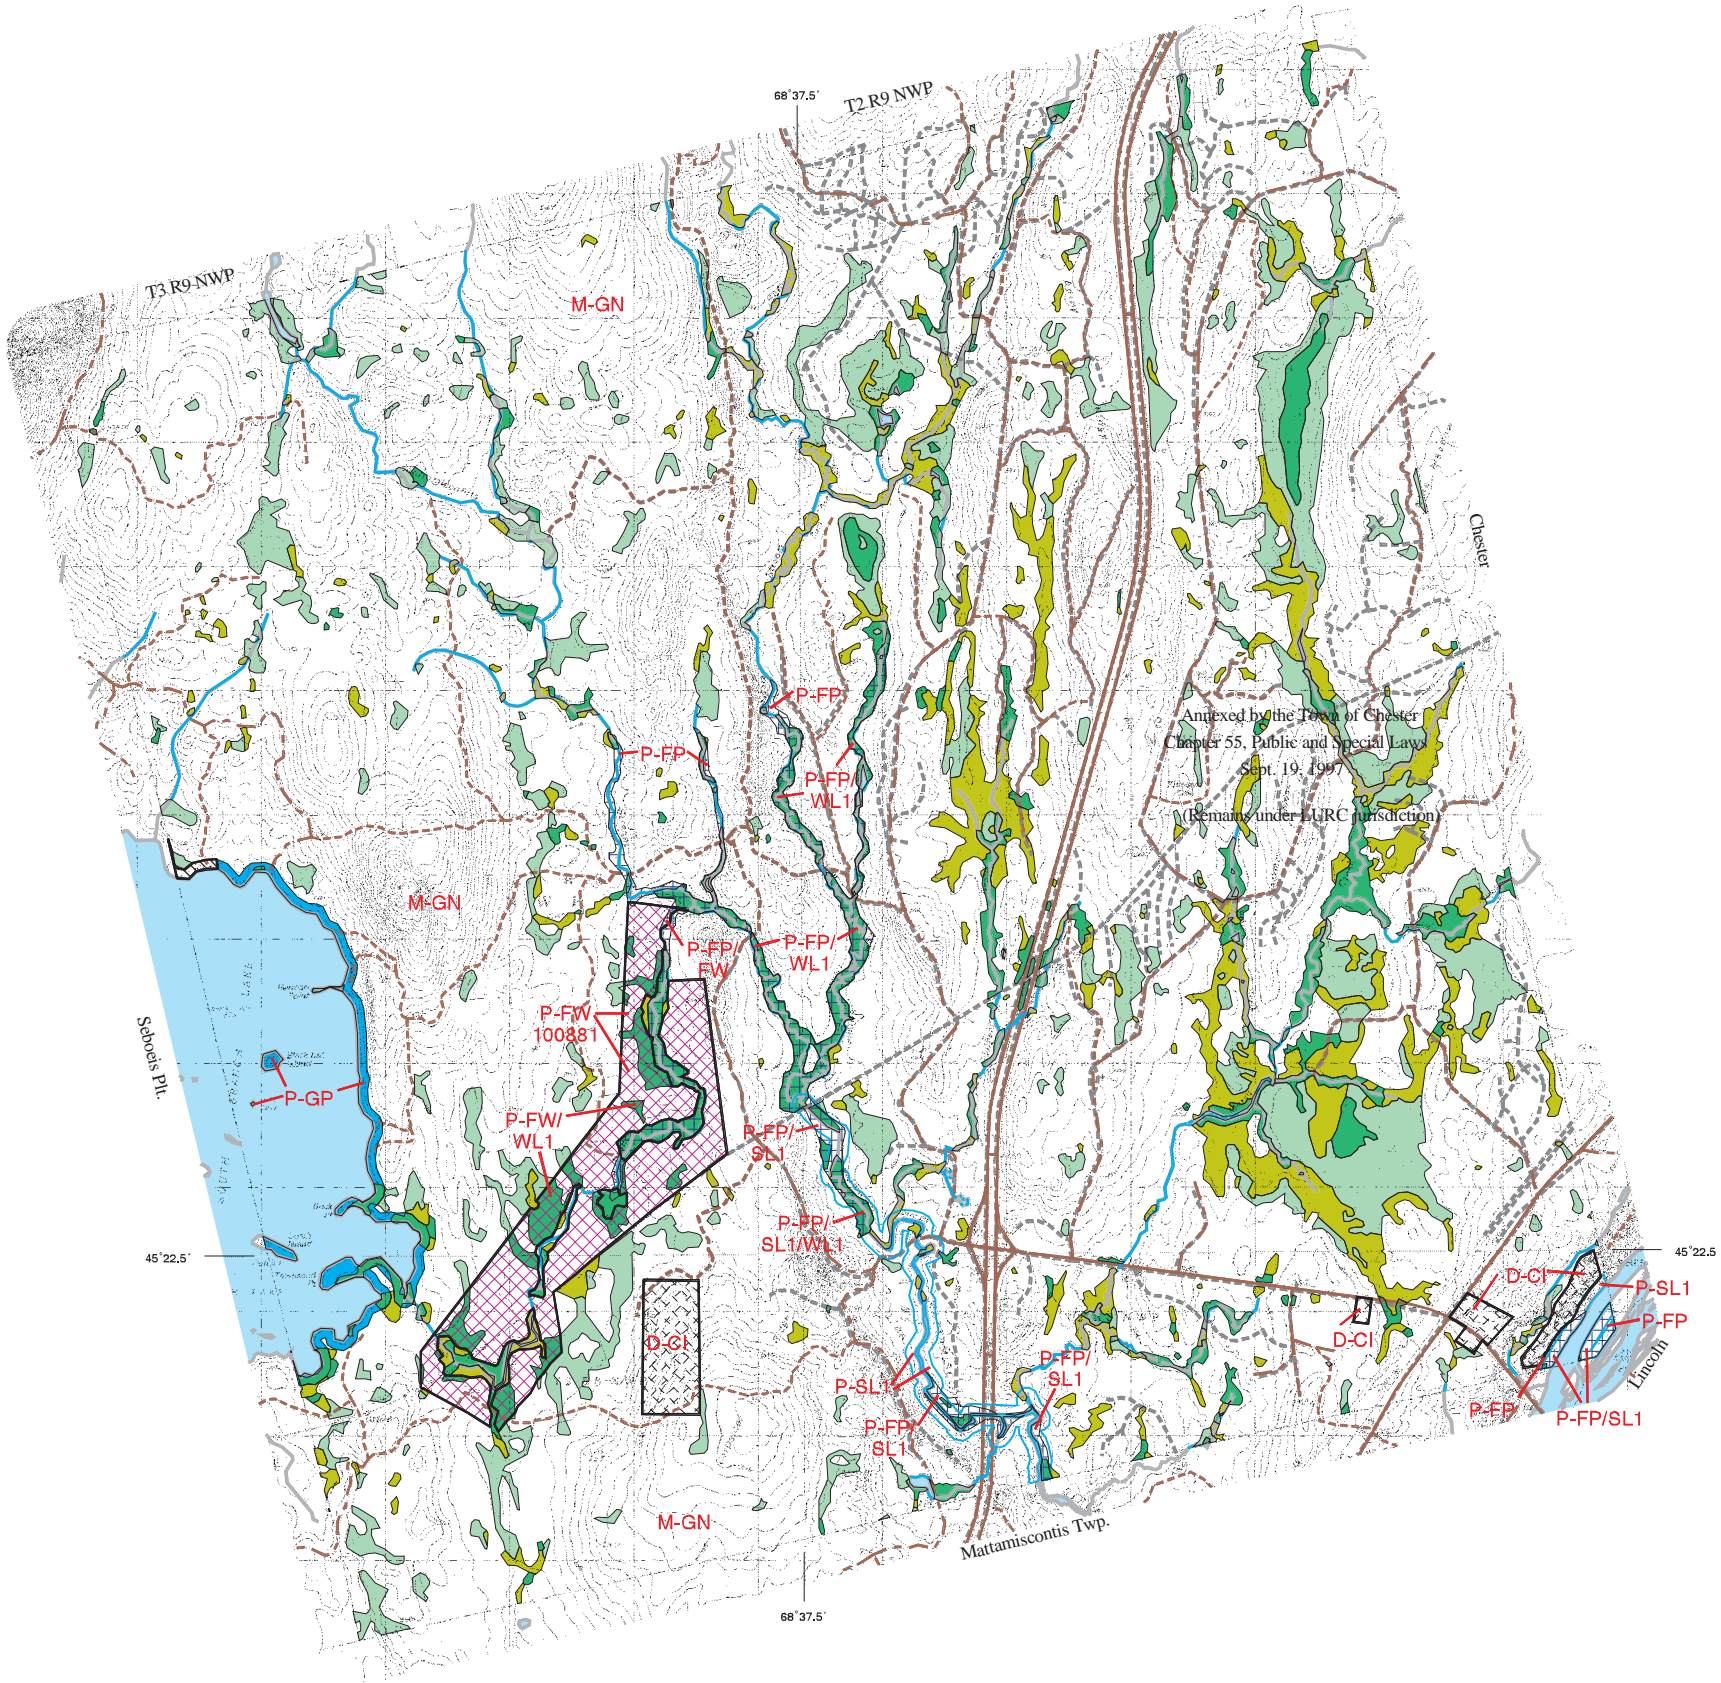 68°37.5′
T2 R9 NWP
T3 R9 NWP
M-GN
Chester
P-FP
Annexed by the Town of Chester
Chapter 55, Public and Special Laws
Sept. 19, 1997
(Remains under LURC jurisdiction)
P-FP
P-FP/
WL1
M-GN
P-FP/
FW
P-FP/
WL1
P-FW
100881
Seboeis Plt.
P-GP
P-FW/
WL1
P-FP/
SL1
P-FP/
SL1/WL1
45°22.5′
45°22.5′
D-CI
P-SL1
P-FP
D-CI
D-CI
P-FP/
SL1
P-SL1
Lincoln
P-FP
P-FP/SL1
P-FP/
SL1
M-GN
Mattamiscontis Twp.
68°37.5′